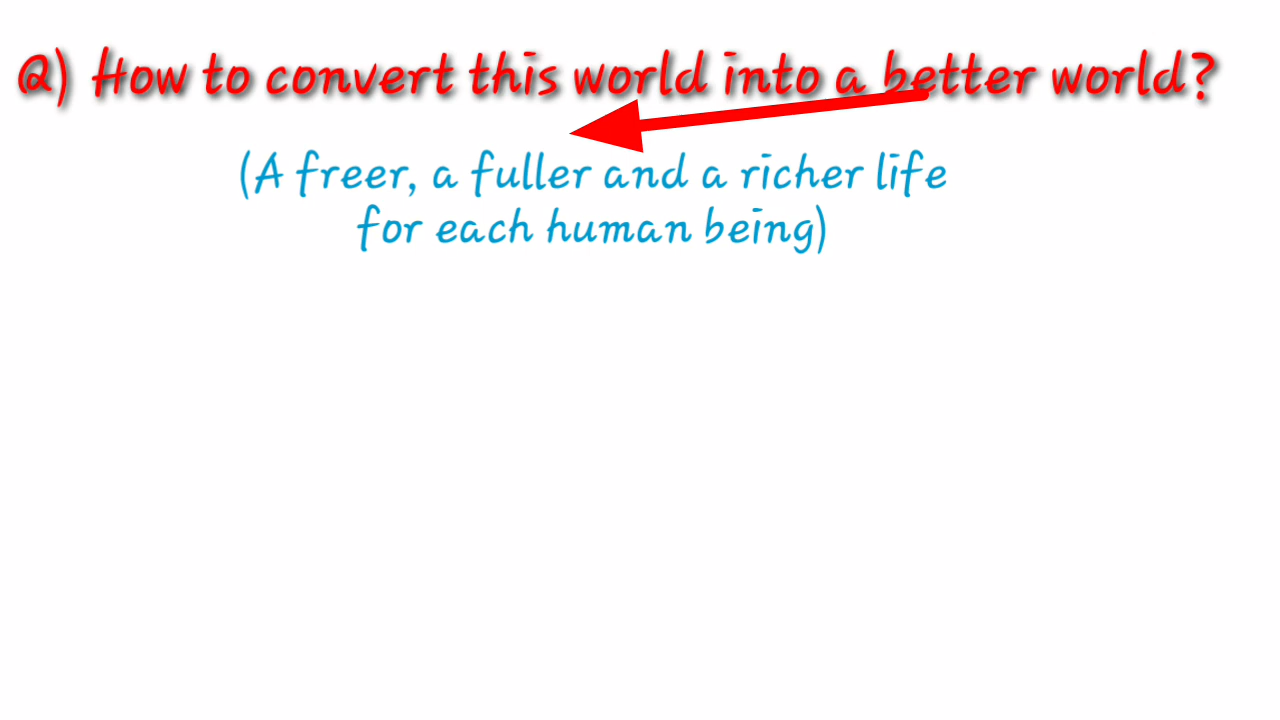 Q) How to convert this world into a better world?
(A freer, a fuller and a richer life
for each human being)